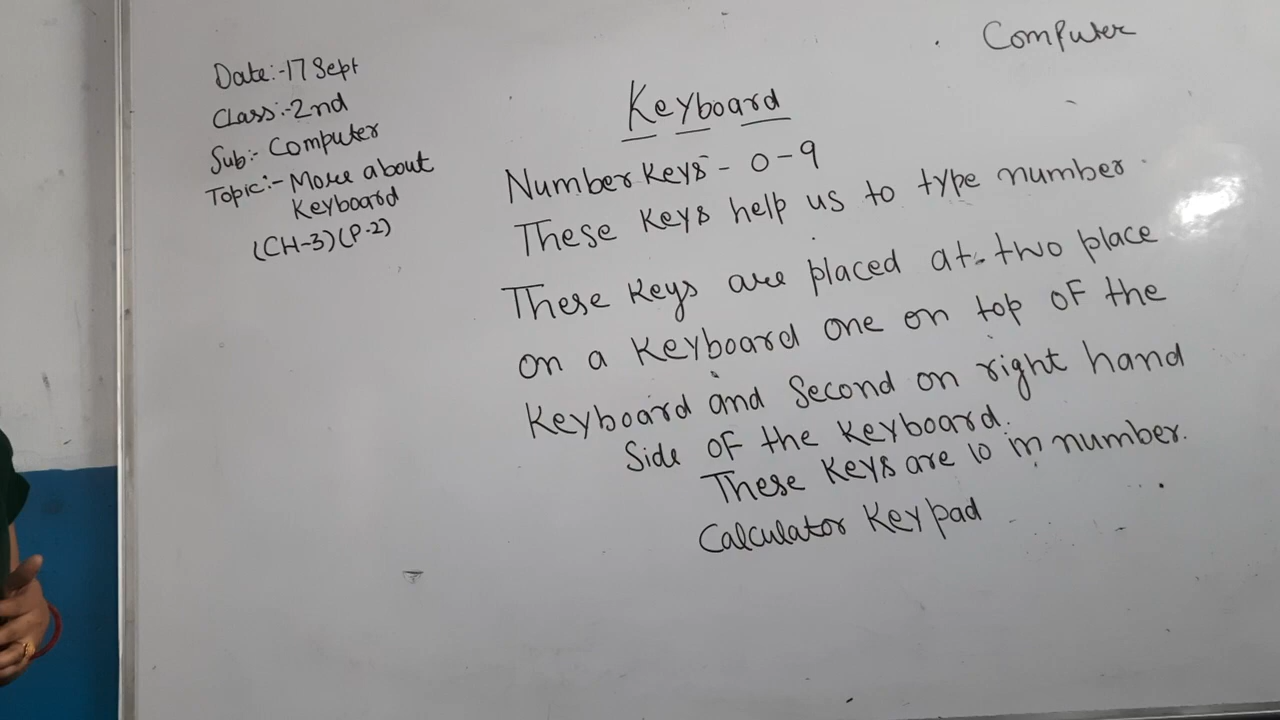 Computer
Date:-17 Sept
Class:-2nd
Sub:- Computer
Topic:- More about
Keyboard
(CH-3)(P-2)
Keyboard
Number Keys - 0-9
These Keys help us to type number.
These Keys are placed at two place
on a Keyboard one on top of the
Keyboard and Second on right hand
Side of the Keyboard.
These Keys are 10 in number.
Calculator Keypad